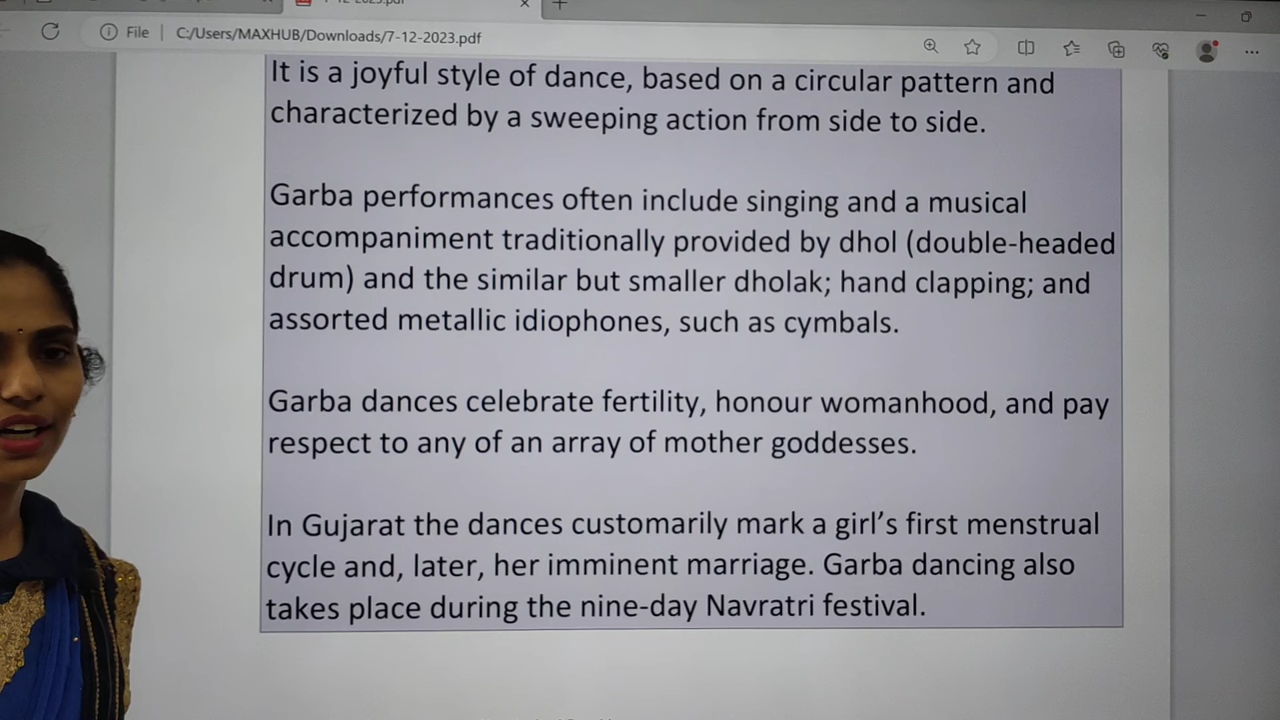 File | C:/Users/MAXHUB/Downloads/7-12-2023.pdf
It is a joyful style of dance, based on a circular pattern and
characterized by a sweeping action from side to side.
Garba performances often include singing and a musical
accompaniment traditionally provided by dhol (double-headed
drum) and the similar but smaller dholak; hand clapping; and
assorted metallic idiophones, such as cymbals.
Garba dances celebrate fertility, honour womanhood, and pay
respect to any of an array of mother goddesses.
In Gujarat the dances customarily mark a girl’s first menstrual
cycle and, later, her imminent marriage. Garba dancing also
takes place during the nine-day Navratri festival.